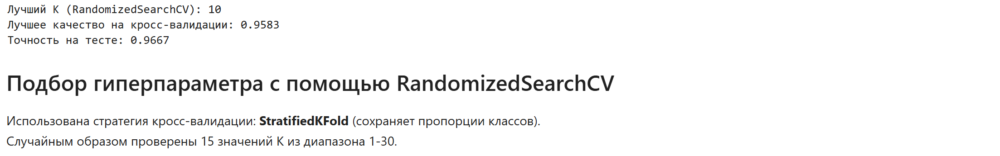 Лучший K (RandomizedSearchCV): 10
Лучшее качество на кросс-валидации: 0.9583
Точность на тесте: 0.9667
Подбор гиперпараметра с помощью RandomizedSearchCV
Использована стратегия кросс-валидации: StratifiedKFold (сохраняет пропорции классов).
Случайным образом проверены 15 значений K из диапазона 1-30.